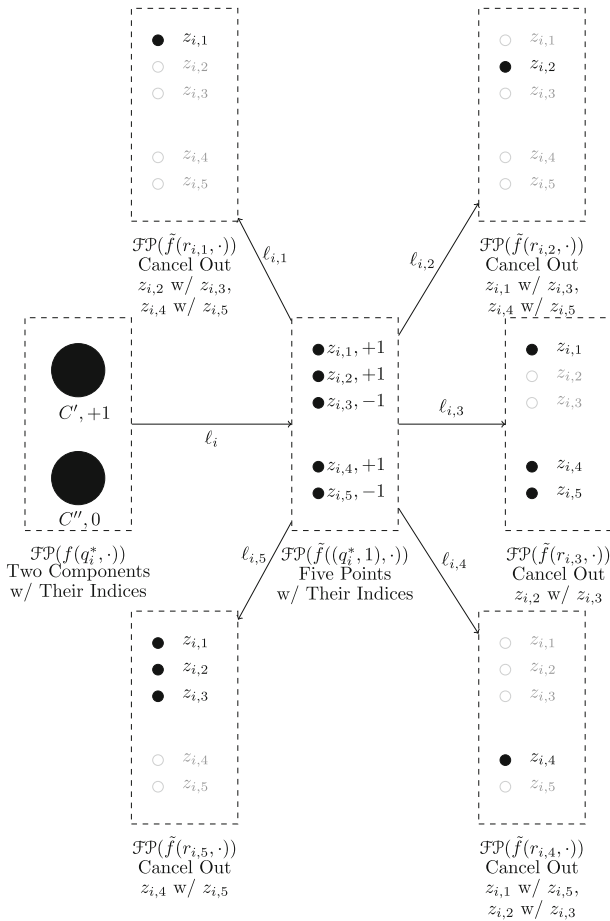 z_{i,1}
z_{i,2}
z_{i,3}
z_{i,4}
z_{i,5}
ℱ𝒫(f̃(r_{i,1}, ·))
Cancel Out
z_{i,2} w/ z_{i,3},
z_{i,4} w/ z_{i,5}
z_{i,1}
z_{i,2}
z_{i,3}
z_{i,4}
z_{i,5}
ℱ𝒫(f̃(r_{i,2}, ·))
Cancel Out
z_{i,1} w/ z_{i,3},
z_{i,4} w/ z_{i,5}
ℓ_{i,1}
ℓ_{i,2}
C′, +1
C″, 0
ℱ𝒫(f(q_i^*, ·))
Two Components
w/ Their Indices
ℓ_i
z_{i,1}, +1
z_{i,2}, +1
z_{i,3}, −1
z_{i,4}, +1
z_{i,5}, −1
ℱ𝒫(f̃((q_i^*, 1), ·))
Five Points
w/ Their Indices
ℓ_{i,3}
z_{i,1}
z_{i,2}
z_{i,3}
z_{i,4}
z_{i,5}
ℱ𝒫(f̃(r_{i,3}, ·))
Cancel Out
z_{i,2} w/ z_{i,3}
ℓ_{i,5}
ℓ_{i,4}
z_{i,1}
z_{i,2}
z_{i,3}
z_{i,4}
z_{i,5}
ℱ𝒫(f̃(r_{i,5}, ·))
Cancel Out
z_{i,4} w/ z_{i,5}
z_{i,1}
z_{i,2}
z_{i,3}
z_{i,4}
z_{i,5}
ℱ𝒫(f̃(r_{i,4}, ·))
Cancel Out
z_{i,1} w/ z_{i,5},
z_{i,2} w/ z_{i,3}